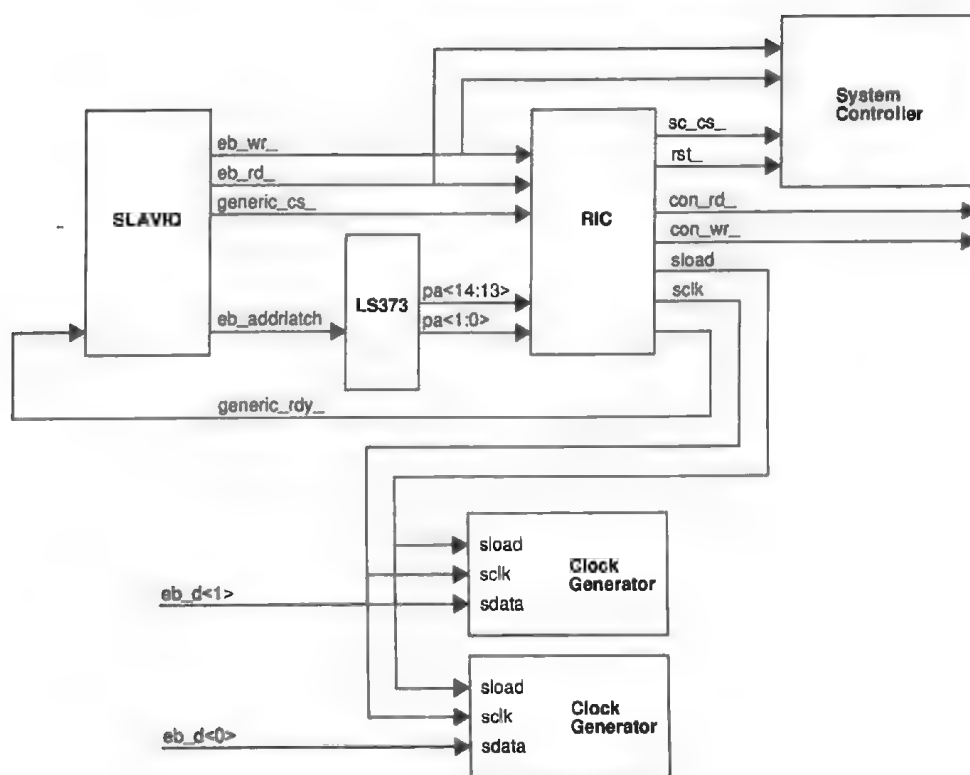 System
Controller
eb_wr_
sc_cs_
rst_
eb_rd_
generic_cs_
SLAVIO
RIC
con_rd_
con_wr_
sload
sclk
LS373
pa<14:13>
pa<1:0>
eb_addrlatch
generic_rdy_
sload
sclk
sdata
Clock
Generator
eb_d<1>
sload
sclk
sdata
Clock
Generator
eb_d<0>